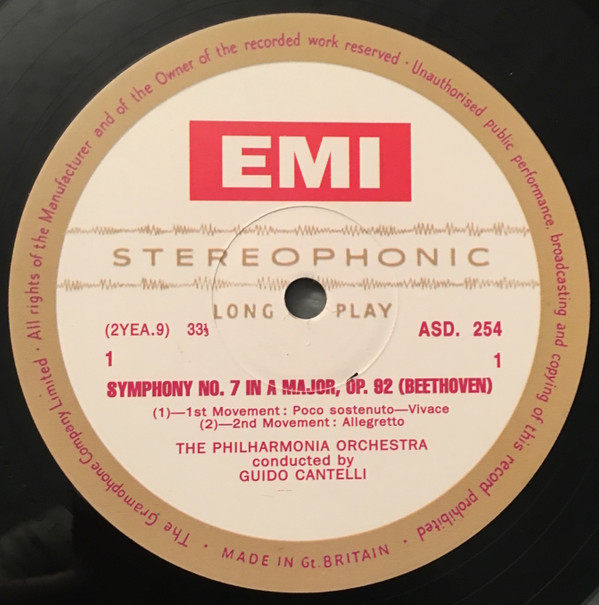 The Gramophone Company Limited · All rights of the Manufacturer and of the Owner of the recorded work reserved · Unauthorised public performance, broadcasting and copying of this record prohibited ·
EMI
STEREOPHONIC
LONG PLAY
(2YEA.9) 33⅓ ASD. 254
1 1
SYMPHONY NO. 7 IN A MAJOR, OP. 92 (BEETHOVEN)
(1)—1st Movement: Poco sostenuto—Vivace
(2)—2nd Movement: Allegretto
THE PHILHARMONIA ORCHESTRA
conducted by
GUIDO CANTELLI
· MADE IN Gt. BRITAIN ·